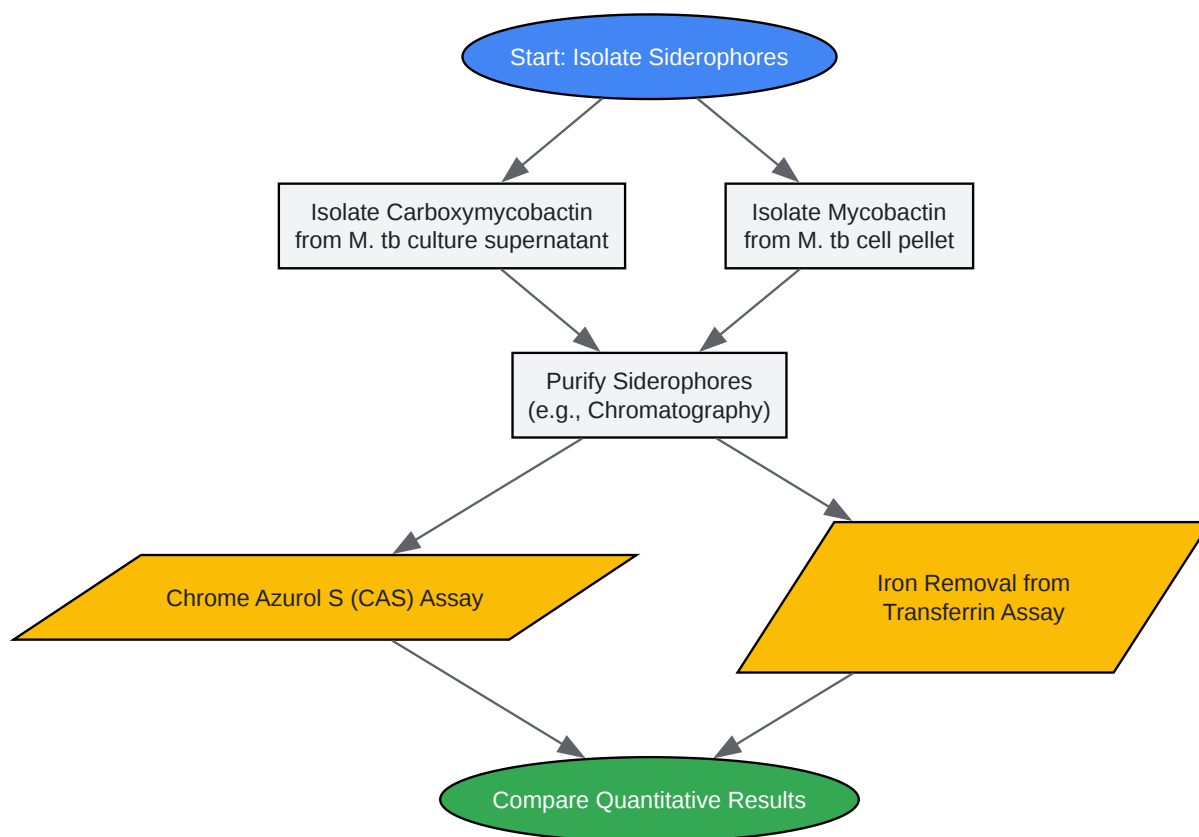 Start: Isolate Siderophores
Isolate Carboxymycobactin
from M. tb culture supernatant
Isolate Mycobactin
from M. tb cell pellet
Purify Siderophores
(e.g., Chromatography)
Chrome Azurol S (CAS) Assay
Iron Removal from
Transferrin Assay
Compare Quantitative Results